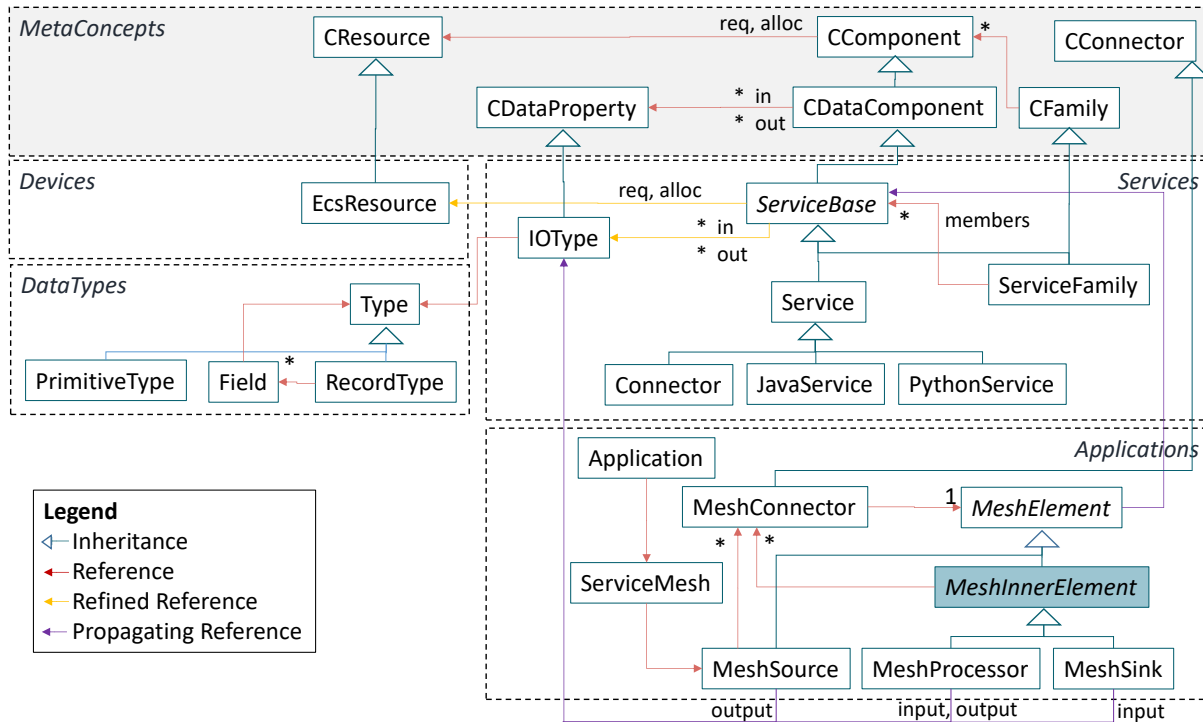 MetaConcepts
CResource
req, alloc
CComponent
*
CConnector
CDataProperty
* in
* out
CDataComponent
CFamily
Devices
EcsResource
Services
req, alloc
ServiceBase
*
members
IOType
* in
* out
ServiceFamily
DataTypes
Type
Service
PrimitiveType
Field
*
RecordType
Connector
JavaService
PythonService
Applications
Application
MeshConnector
1
MeshElement
*
*
ServiceMesh
MeshInnerElement
MeshSource
MeshProcessor
MeshSink
output
input, output
input
Legend
Inheritance
Reference
Refined Reference
Propagating Reference